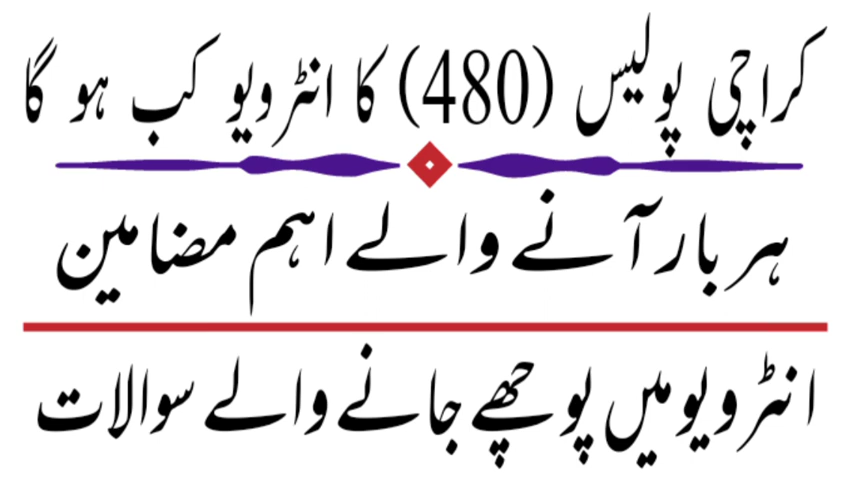 کراچی پولیس (480) کا انٹرویو کب ہو گا
ہر بار آنے والے اہم مضامین
انٹرویو میں پوچھے جانے والے سوالات